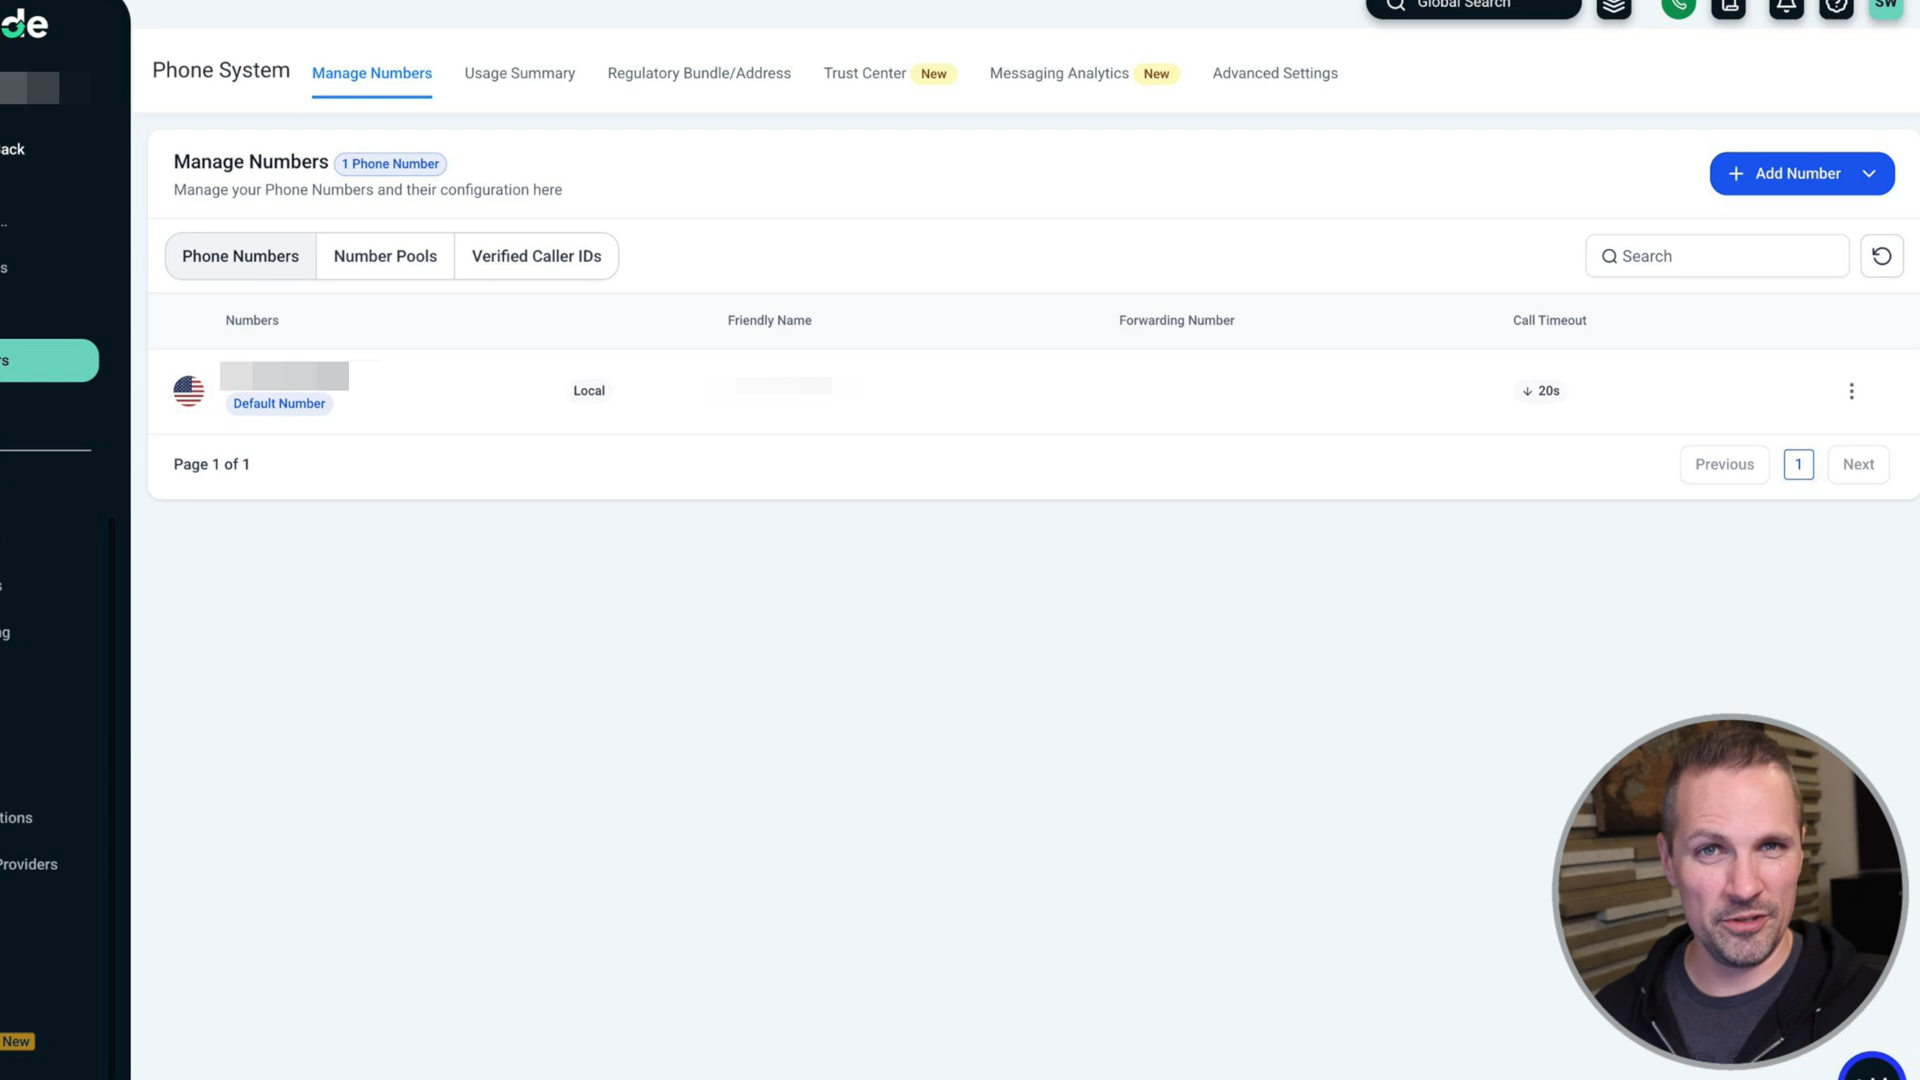 de
Global Search
SW
Phone System
Manage Numbers
Usage Summary
Regulatory Bundle/Address
Trust Center New
Messaging Analytics New
Advanced Settings
ack
Manage Numbers 1 Phone Number
Manage your Phone Numbers and their configuration here
+ Add Number
..
s
Phone Numbers
Number Pools
Verified Caller IDs
Search
Numbers
Friendly Name
Forwarding Number
Call Timeout
rs
Local
20s
Default Number
Page 1 of 1
Previous
1
Next
s
ng
tions
Providers
New